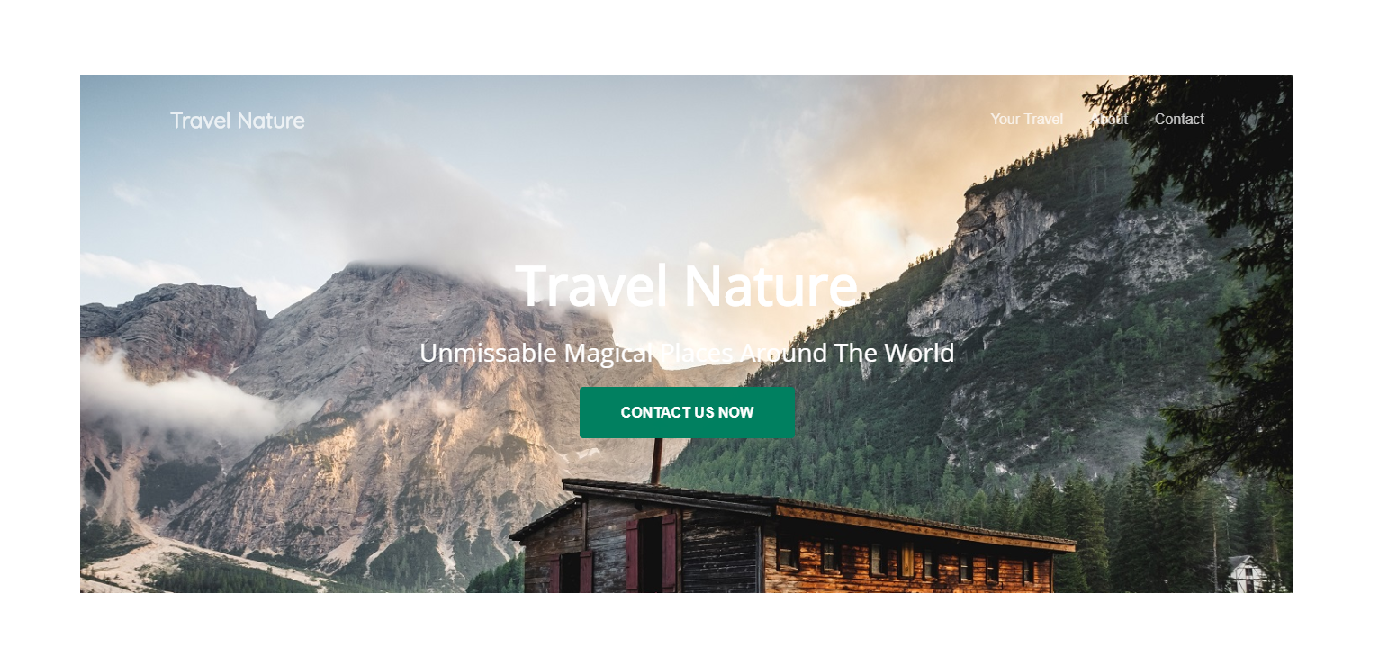 Travel Nature
Your Travel About Contact
Travel Nature
Unmissable Magical Places Around The World
CONTACT US NOW